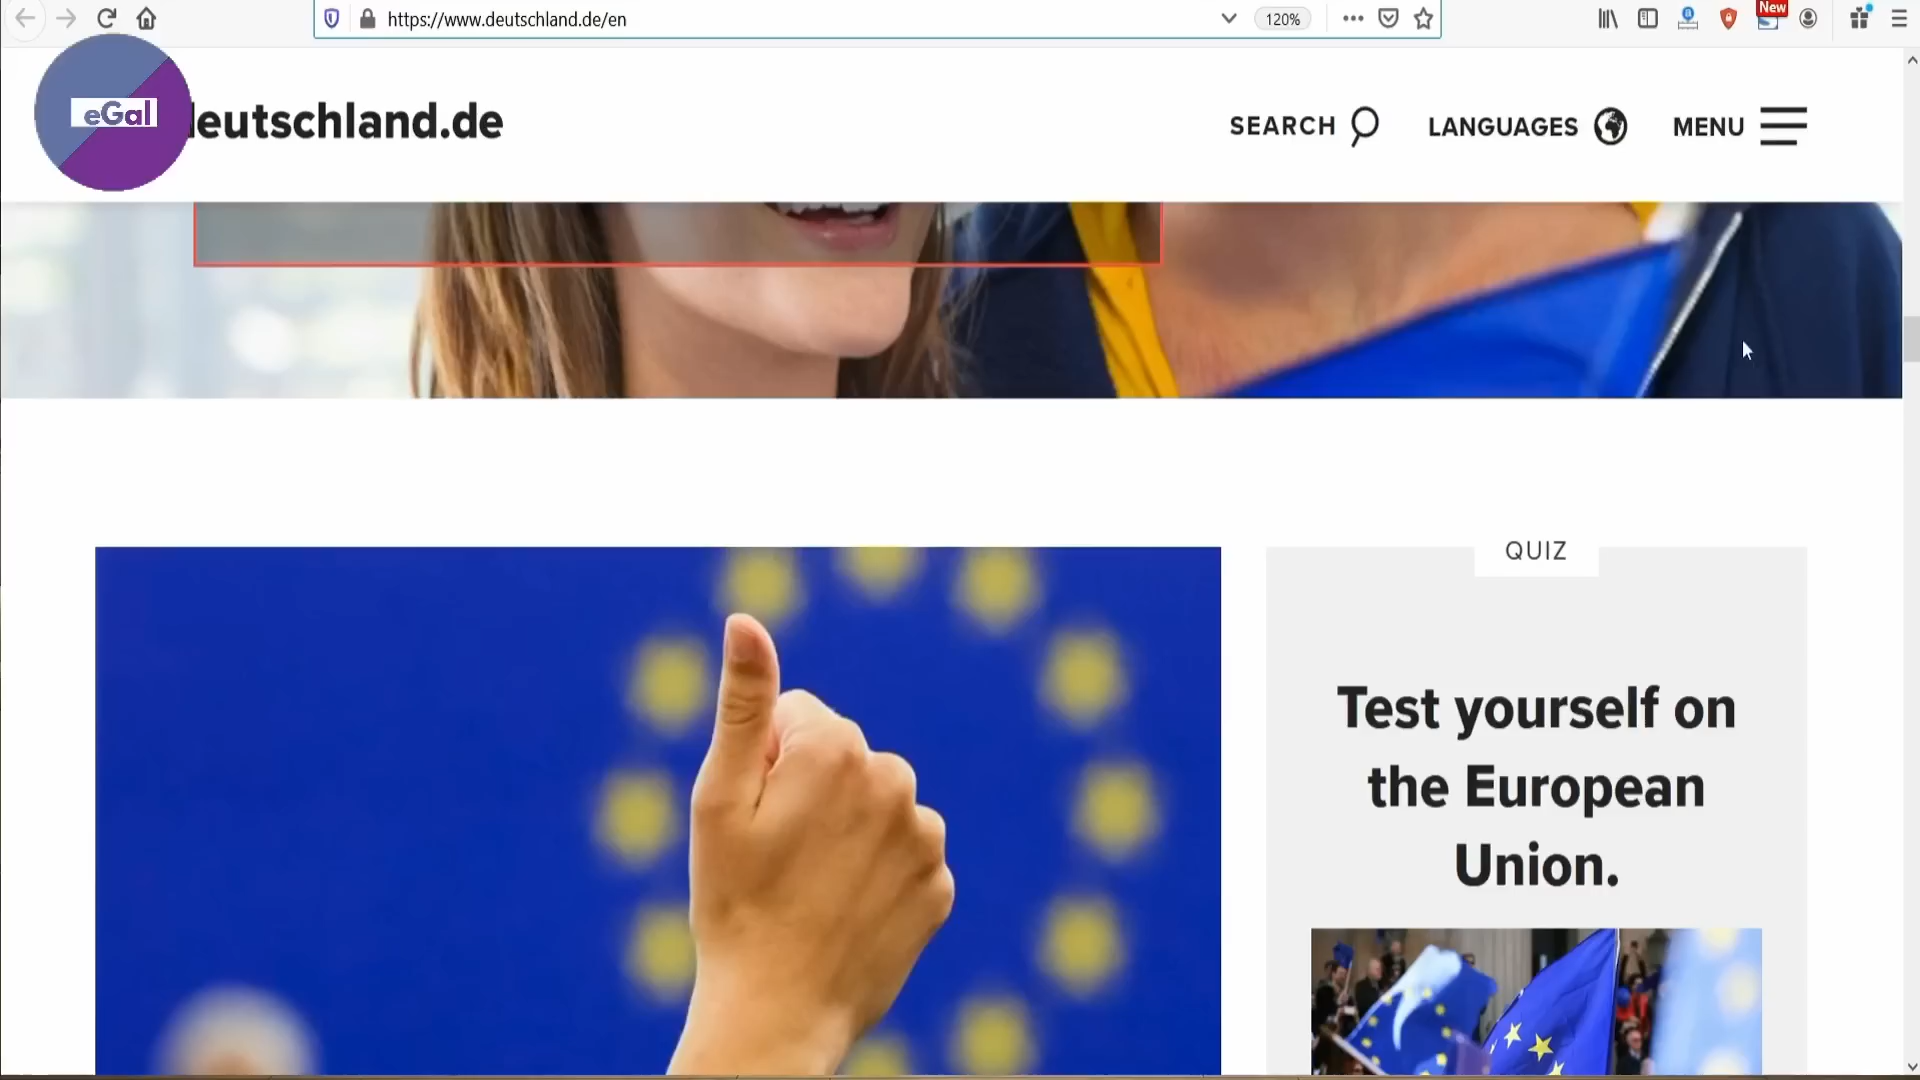 https://www.deutschland.de/en
120%
New
eGal
deutschland.de
SEARCH
LANGUAGES
MENU
QUIZ
Test yourself on
the European
Union.